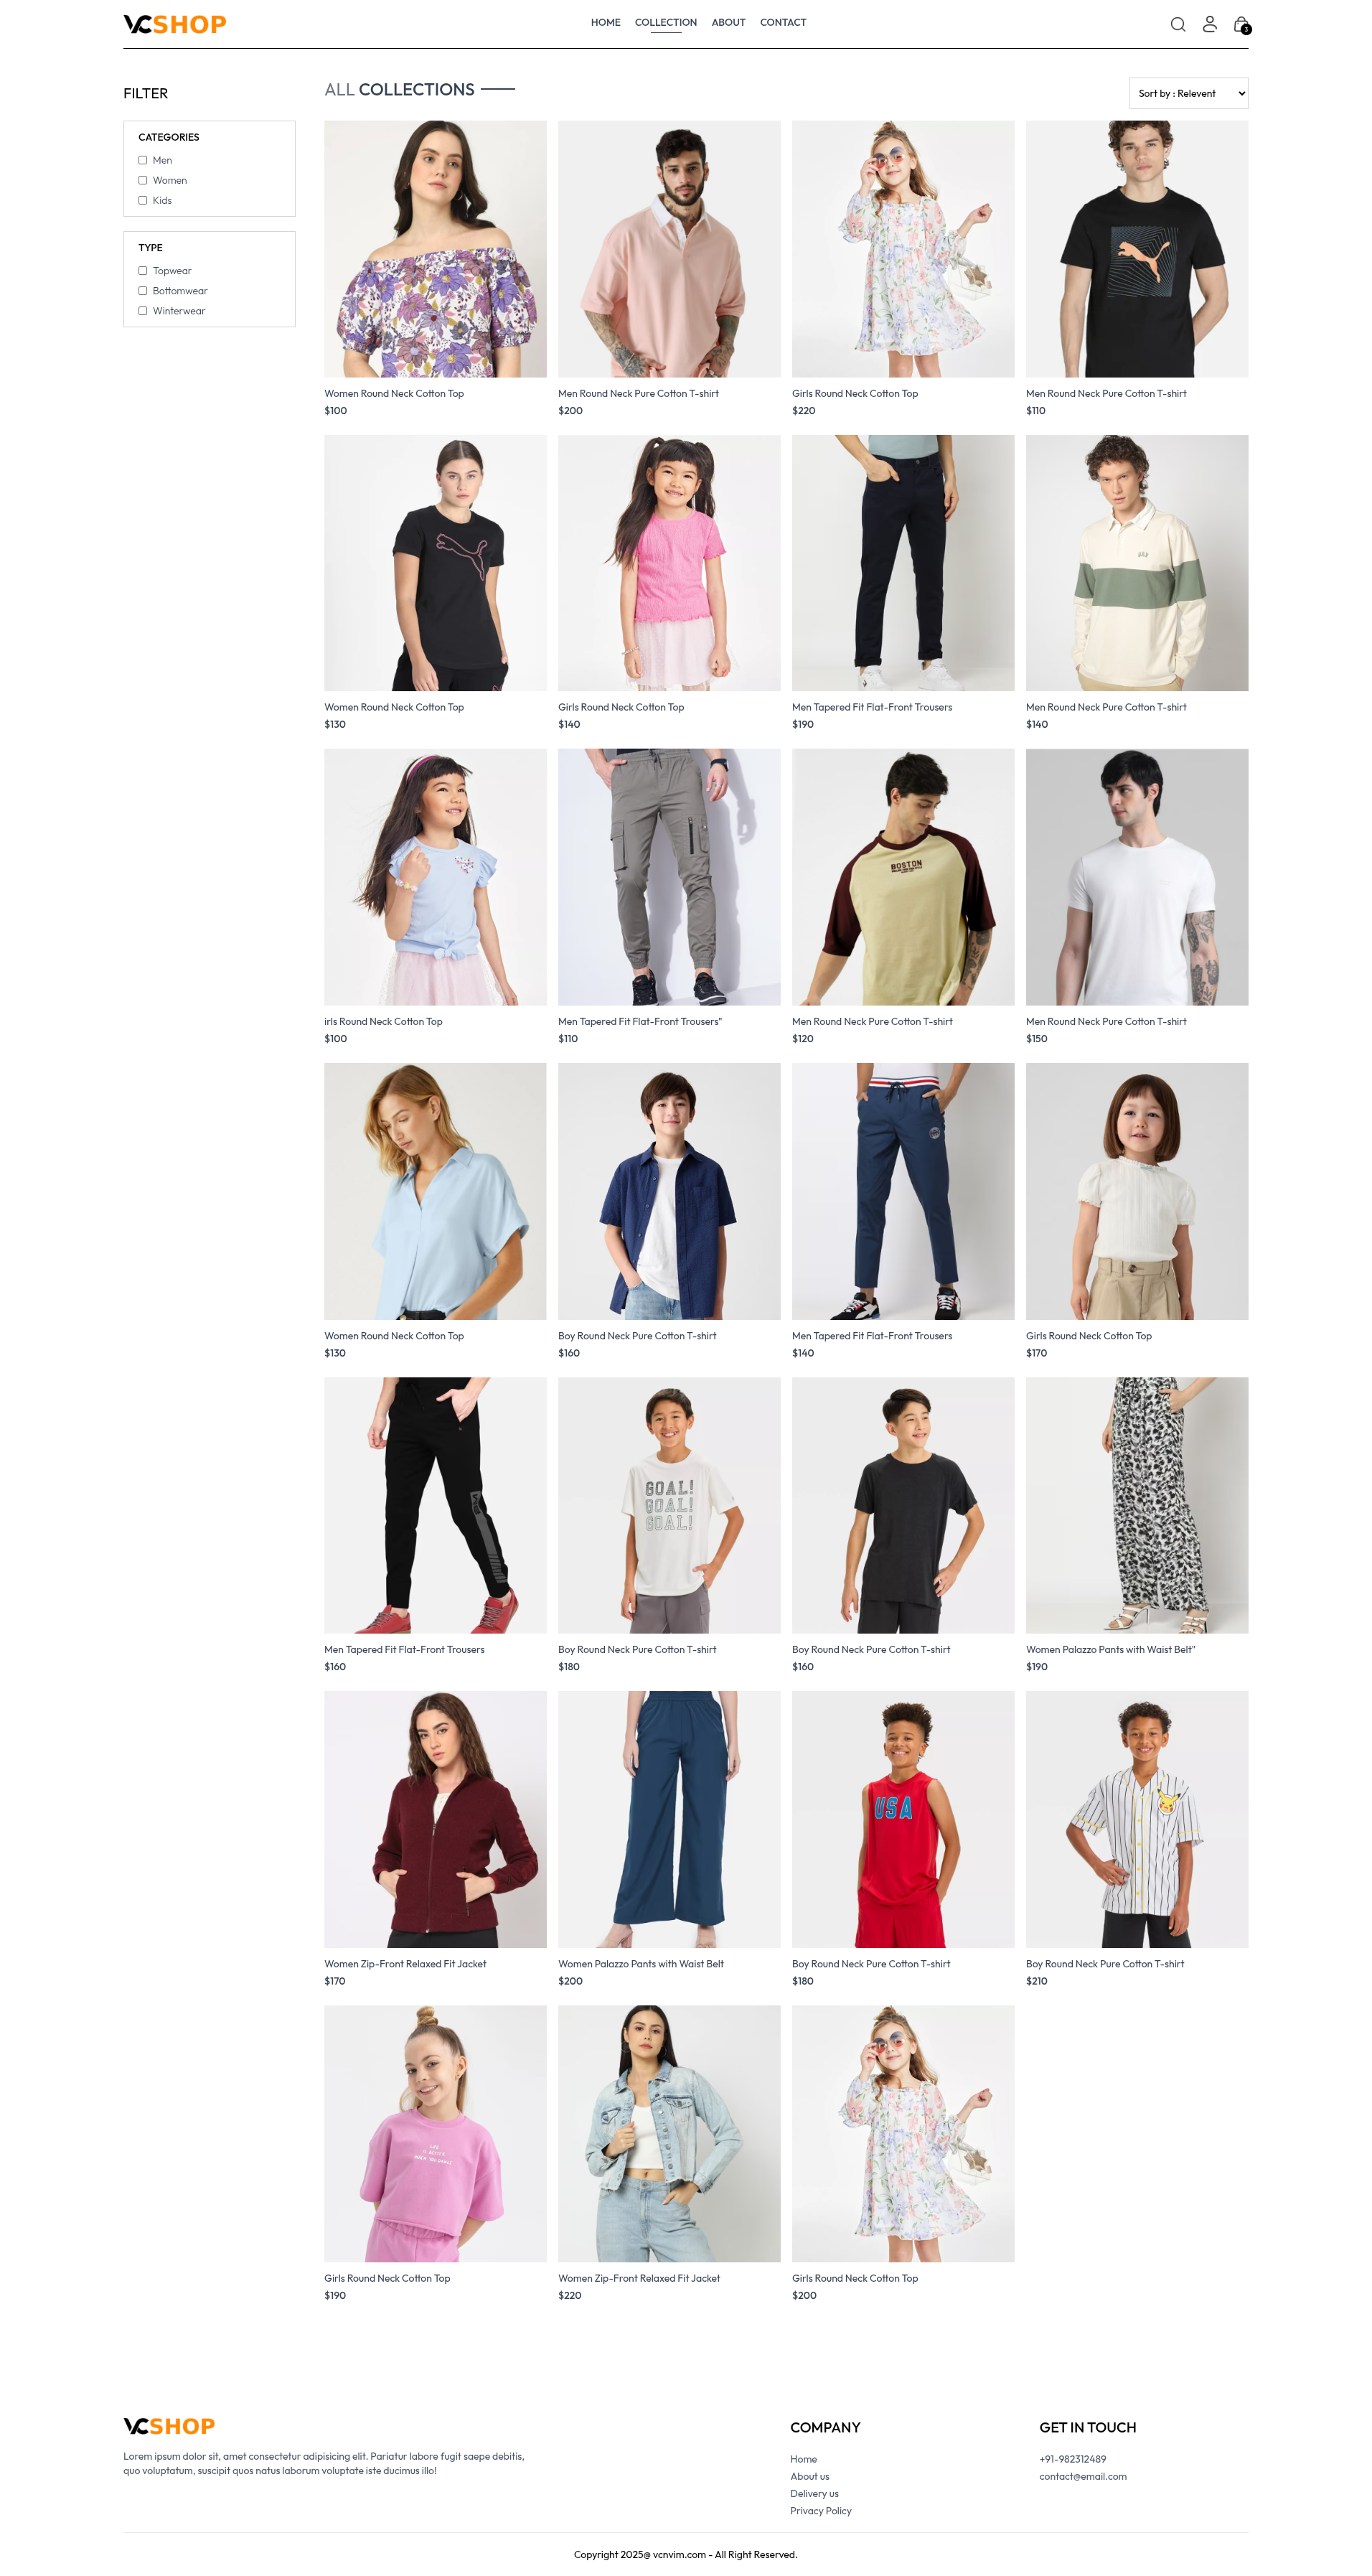 VCSHOP
HOME COLLECTION ABOUT CONTACT
3
FILTER
CATEGORIES
Men
Women
Kids
TYPE
Topwear
Bottomwear
Winterwear
ALL COLLECTIONS
Sort by : Relevent
Women Round Neck Cotton Top
$100
Men Round Neck Pure Cotton T-shirt
$200
Girls Round Neck Cotton Top
$220
Men Round Neck Pure Cotton T-shirt
$110
Women Round Neck Cotton Top
$130
Girls Round Neck Cotton Top
$140
Men Tapered Fit Flat-Front Trousers
$190
GAP
Men Round Neck Pure Cotton T-shirt
$140
irls Round Neck Cotton Top
$100
Men Tapered Fit Flat-Front Trousers"
$110
BOSTON
Men Round Neck Pure Cotton T-shirt
$120
Men Round Neck Pure Cotton T-shirt
$150
Women Round Neck Cotton Top
$130
Boy Round Neck Pure Cotton T-shirt
$160
Men Tapered Fit Flat-Front Trousers
$140
Girls Round Neck Cotton Top
$170
Men Tapered Fit Flat-Front Trousers
$160
GOAL!
GOAL!
GOAL!
Boy Round Neck Pure Cotton T-shirt
$180
Boy Round Neck Pure Cotton T-shirt
$160
Women Palazzo Pants with Waist Belt"
$190
Women Zip-Front Relaxed Fit Jacket
$170
Women Palazzo Pants with Waist Belt
$200
USA
Boy Round Neck Pure Cotton T-shirt
$180
Boy Round Neck Pure Cotton T-shirt
$210
Girls Round Neck Cotton Top
$190
Women Zip-Front Relaxed Fit Jacket
$220
Girls Round Neck Cotton Top
$200
VCSHOP
Lorem ipsum dolor sit, amet consectetur adipisicing elit. Pariatur labore fugit saepe debitis,
quo voluptatum, suscipit quos natus laborum voluptate iste ducimus illo!
COMPANY
Home
About us
Delivery us
Privacy Policy
GET IN TOUCH
+91-982312489
contact@email.com
Copyright 2025@ vcnvim.com - All Right Reserved.